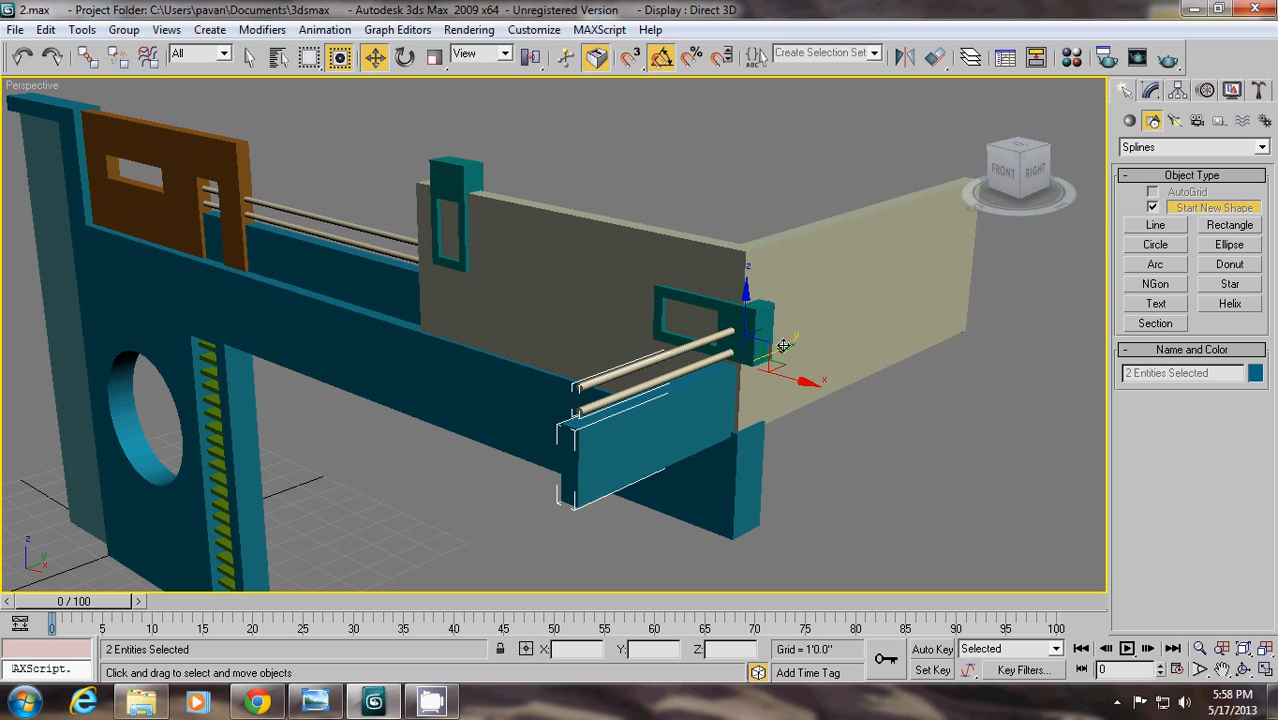 2.max - Project Folder: C:\Users\pavan\Documents\3dsmax - Autodesk 3ds Max 2009 x64 - Unregistered Version - Display : Direct 3D
File Edit Tools Group Views Create Modifiers Animation Graph Editors Rendering Customize MAXScript Help
All View 3 Create Selection Set
Perspective
FRONT RIGHT
Splines
- Object Type
AutoGrid
Start New Shape
Line Rectangle
Circle Ellipse
Arc Donut
NGon Star
Text Helix
Section
- Name and Color
2 Entities Selected
z
y
x
z
y
x
< 0 / 100 >
0 5 10 15 20 25 30 35 40 45 50 55 60 65 70 75 80 85 90 95 100
2 Entities Selected X: Y: Z: Grid = 1'0.0" Auto Key Selected
AXScript. Click and drag to select and move objects Add Time Tag Set Key Key Filters... 0
5:58 PM
5/17/2013